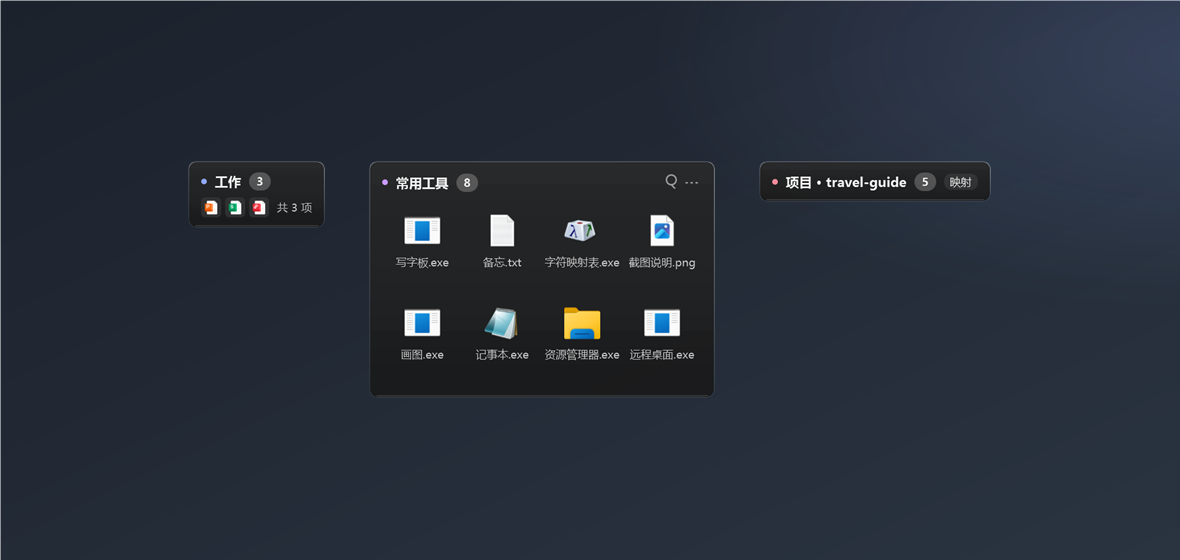 工作 3
共 3 项
常用工具 8
写字板.exe 备忘.txt 字符映射表.exe 截图说明.png
画图.exe 记事本.exe 资源管理器.exe 远程桌面.exe
项目 • travel-guide 5 映射